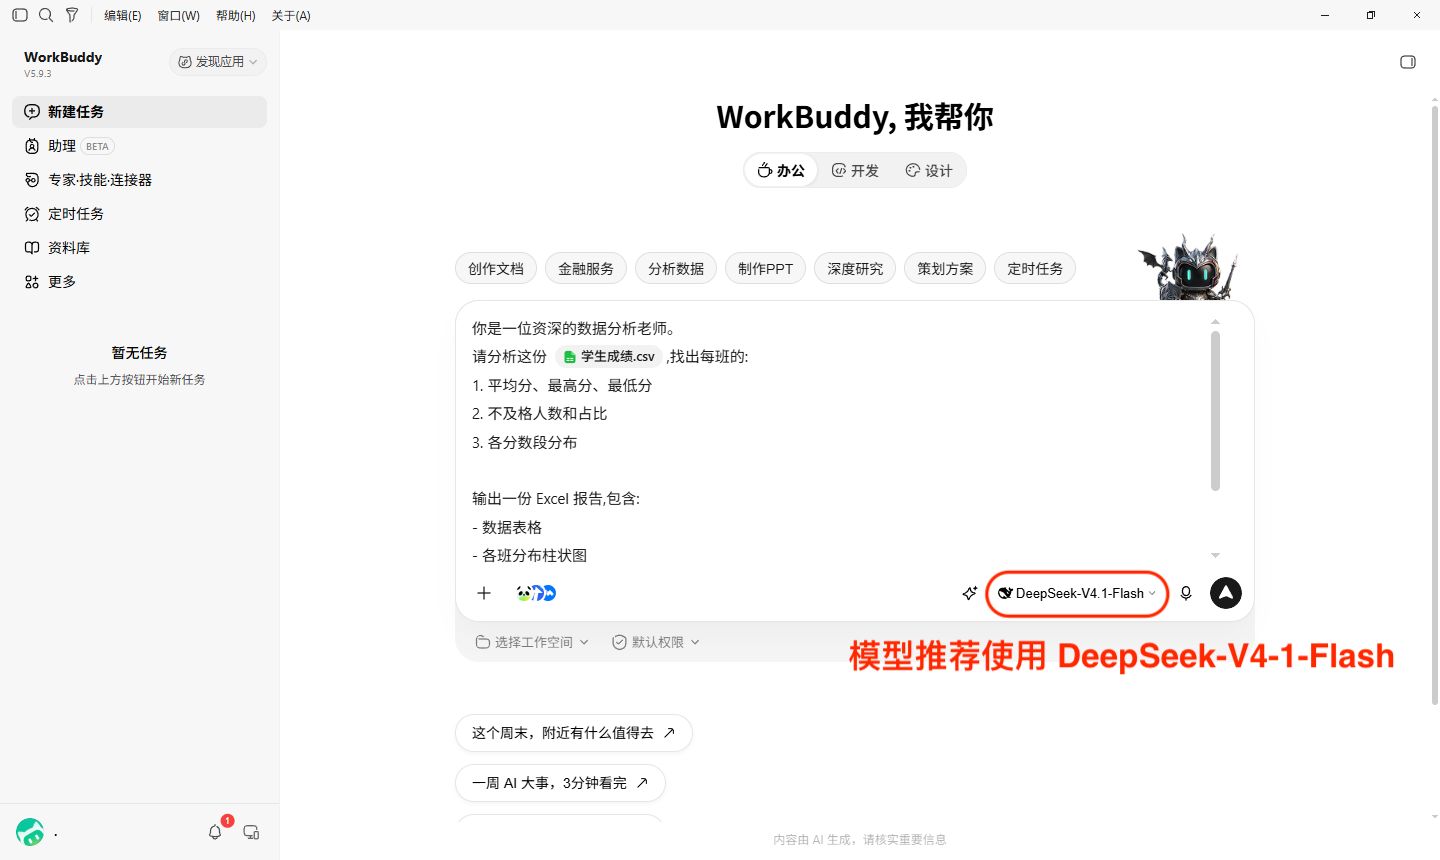 编辑(E) 窗口(W) 帮助(H) 关于(A)
WorkBuddy
V5.9.3
发现应用
新建任务
助理 BETA
专家·技能·连接器
定时任务
资料库
更多
暂无任务
点击上方按钮开始新任务
.
1
WorkBuddy, 我帮你
办公 开发 设计
创作文档 金融服务 分析数据 制作PPT 深度研究 策划方案 定时任务
你是一位资深的数据分析老师。
请分析这份 学生成绩.csv ,找出每班的:
1. 平均分、最高分、最低分
2. 不及格人数和占比
3. 各分数段分布
输出一份 Excel 报告,包含:
- 数据表格
- 各班分布柱状图
DeepSeek-V4.1-Flash
选择工作空间 默认权限
模型推荐使用 DeepSeek-V4-1-Flash
这个周末，附近有什么值得去
一周 AI 大事，3分钟看完
内容由 AI 生成，请核实重要信息